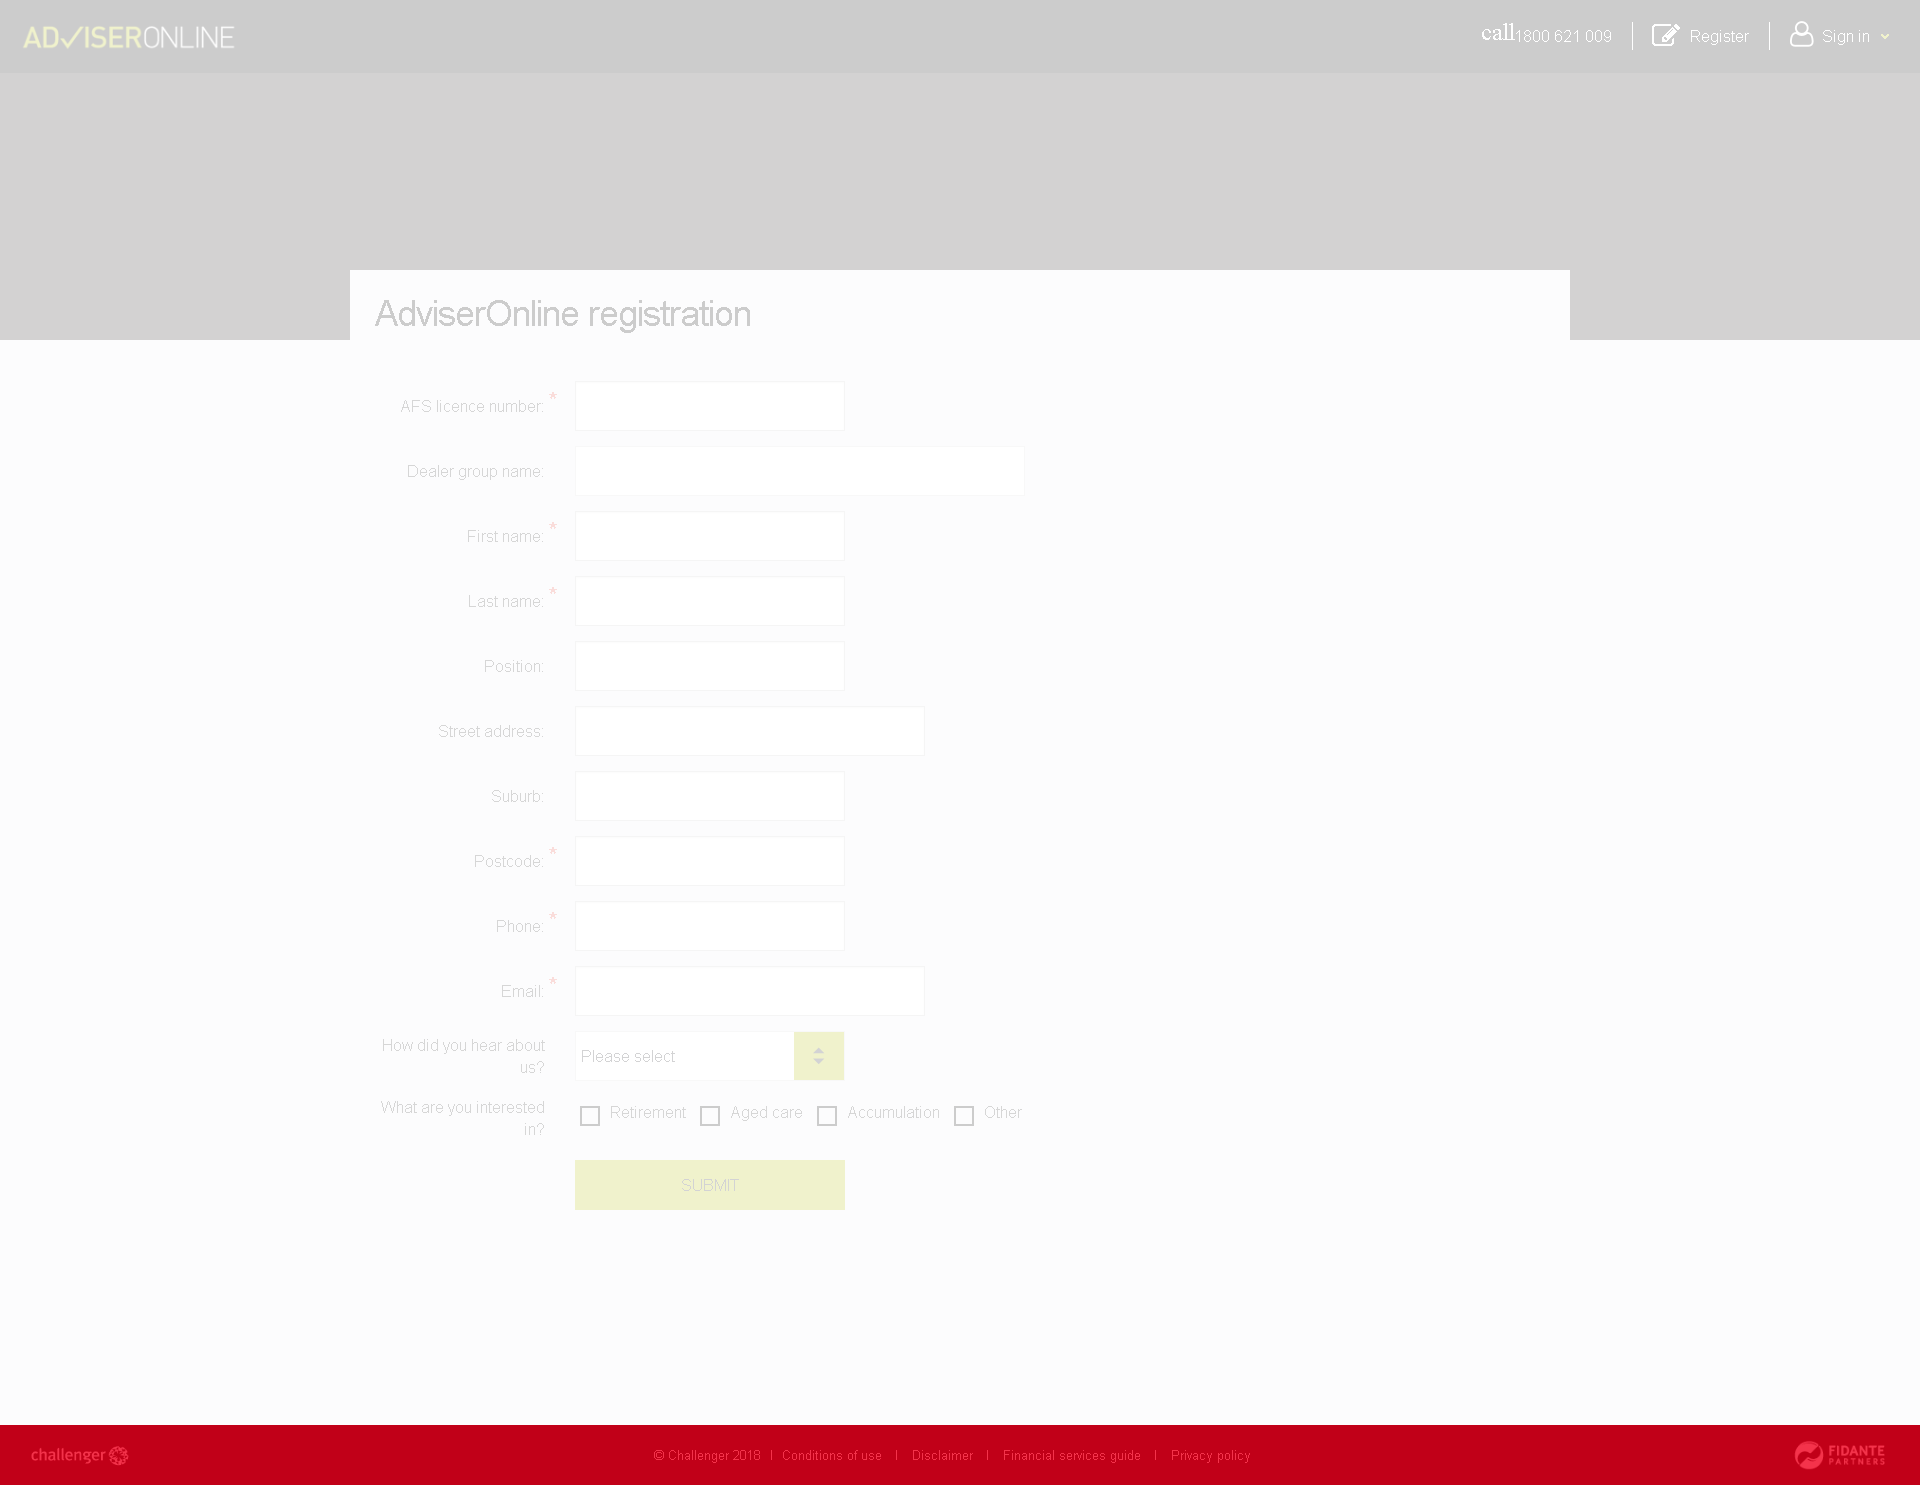 ADVISERONLINE
call 1800 621 009
Register
Sign in
AdviserOnline registration
AFS licence number: *
Dealer group name:
First name: *
Last name: *
Position:
Street address:
Suburb:
Postcode: *
Phone: *
Email: *
How did you hear about
us?
Please select
What are you interested
in?
Retirement Aged care Accumulation Other
SUBMIT
challenger
© Challenger 2018 | Conditions of use | Disclaimer | Financial services guide | Privacy policy
FIDANTE
PARTNERS